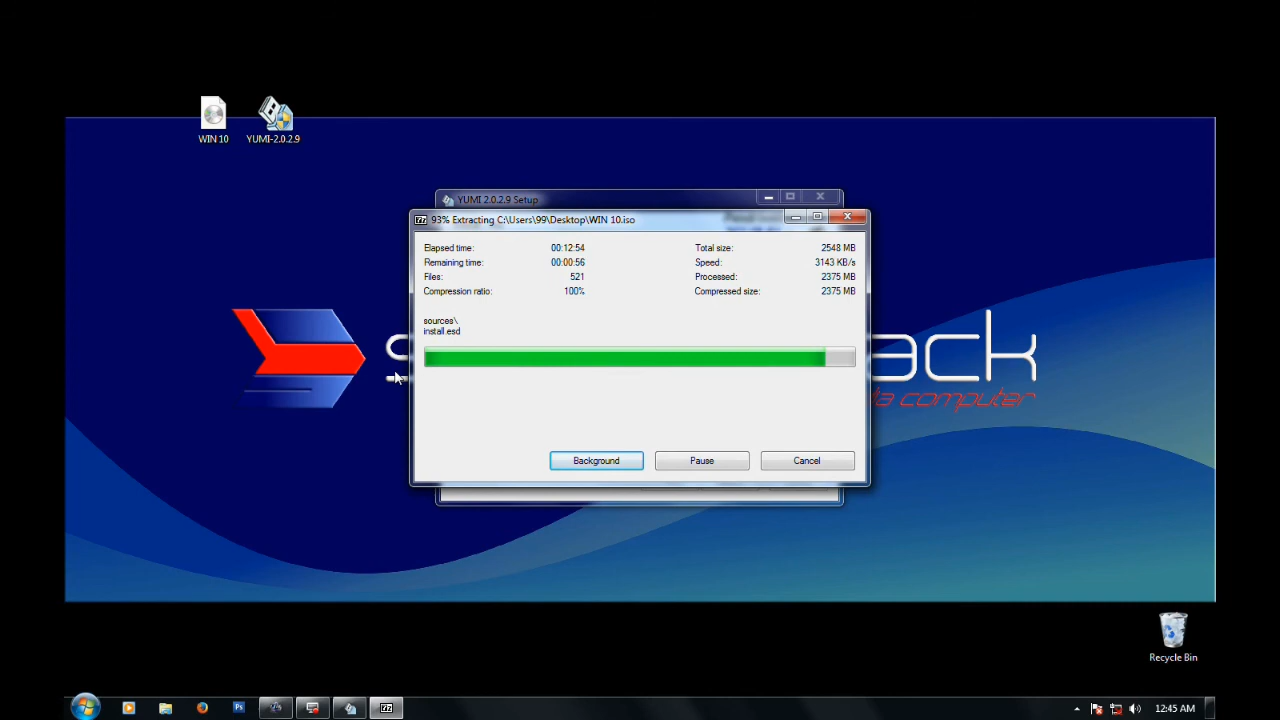 WIN 10
YUMI-2.0.2.9
YUMI 2.0.2.9 Setup
93% Extracting C:\Users\99\Desktop\WIN 10.iso
Elapsed time: 00:12:54 Total size: 2548 MB
Remaining time: 00:00:56 Speed: 3143 KB/s
Files: 521 Processed: 2375 MB
Compression ratio: 100% Compressed size: 2375 MB
sources\
install.esd
ack
computer
Background Pause Cancel
Recycle Bin
Ps
12:45 AM